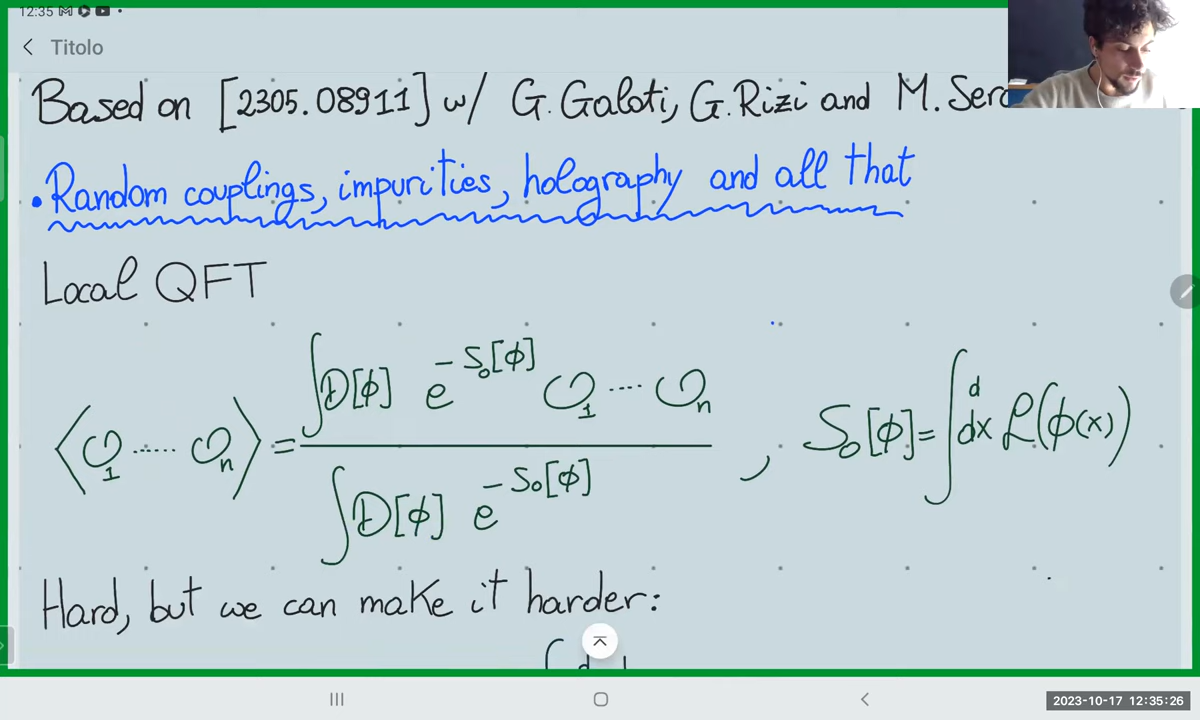 12:35
Titolo
Based on [2305.08911] w/ G. Galati, G. Rizi and M.
• Random couplings, impurities, holography and all that
Local QFT
⟨O₁ ..... Oₙ⟩ = ∫D[ϕ] e^{-S₀[ϕ]} O₁ .... Oₙ / ∫D[ϕ] e^{-S₀[ϕ]} , S₀[ϕ] = ∫dᵈx ℒ(ϕ(x))
Hard, but we can make it harder:
2023-10-17 12:35:26